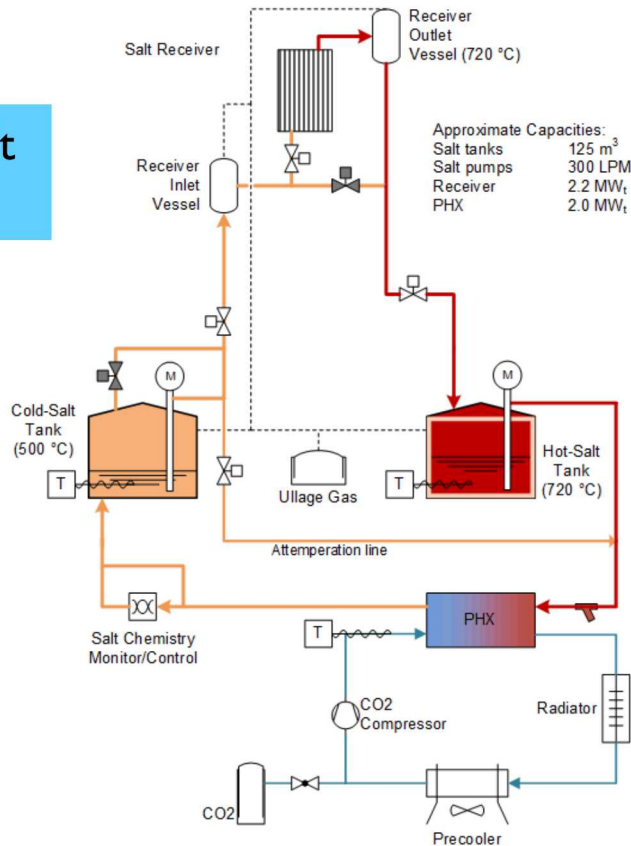 t
Salt Receiver
Receiver
Outlet
Vessel (720 °C)
Approximate Capacities:
Salt tanks 125 m³
Salt pumps 300 LPM
Receiver 2.2 MWₜ
PHX 2.0 MWₜ
Receiver
Inlet
Vessel
M
M
Cold-Salt
Tank
(500 °C)
T
Ullage Gas
T
Hot-Salt
Tank
(720 °C)
Attemperation line
Salt Chemistry
Monitor/Control
T
PHX
CO2
Compressor
Radiator
CO2
Precooler